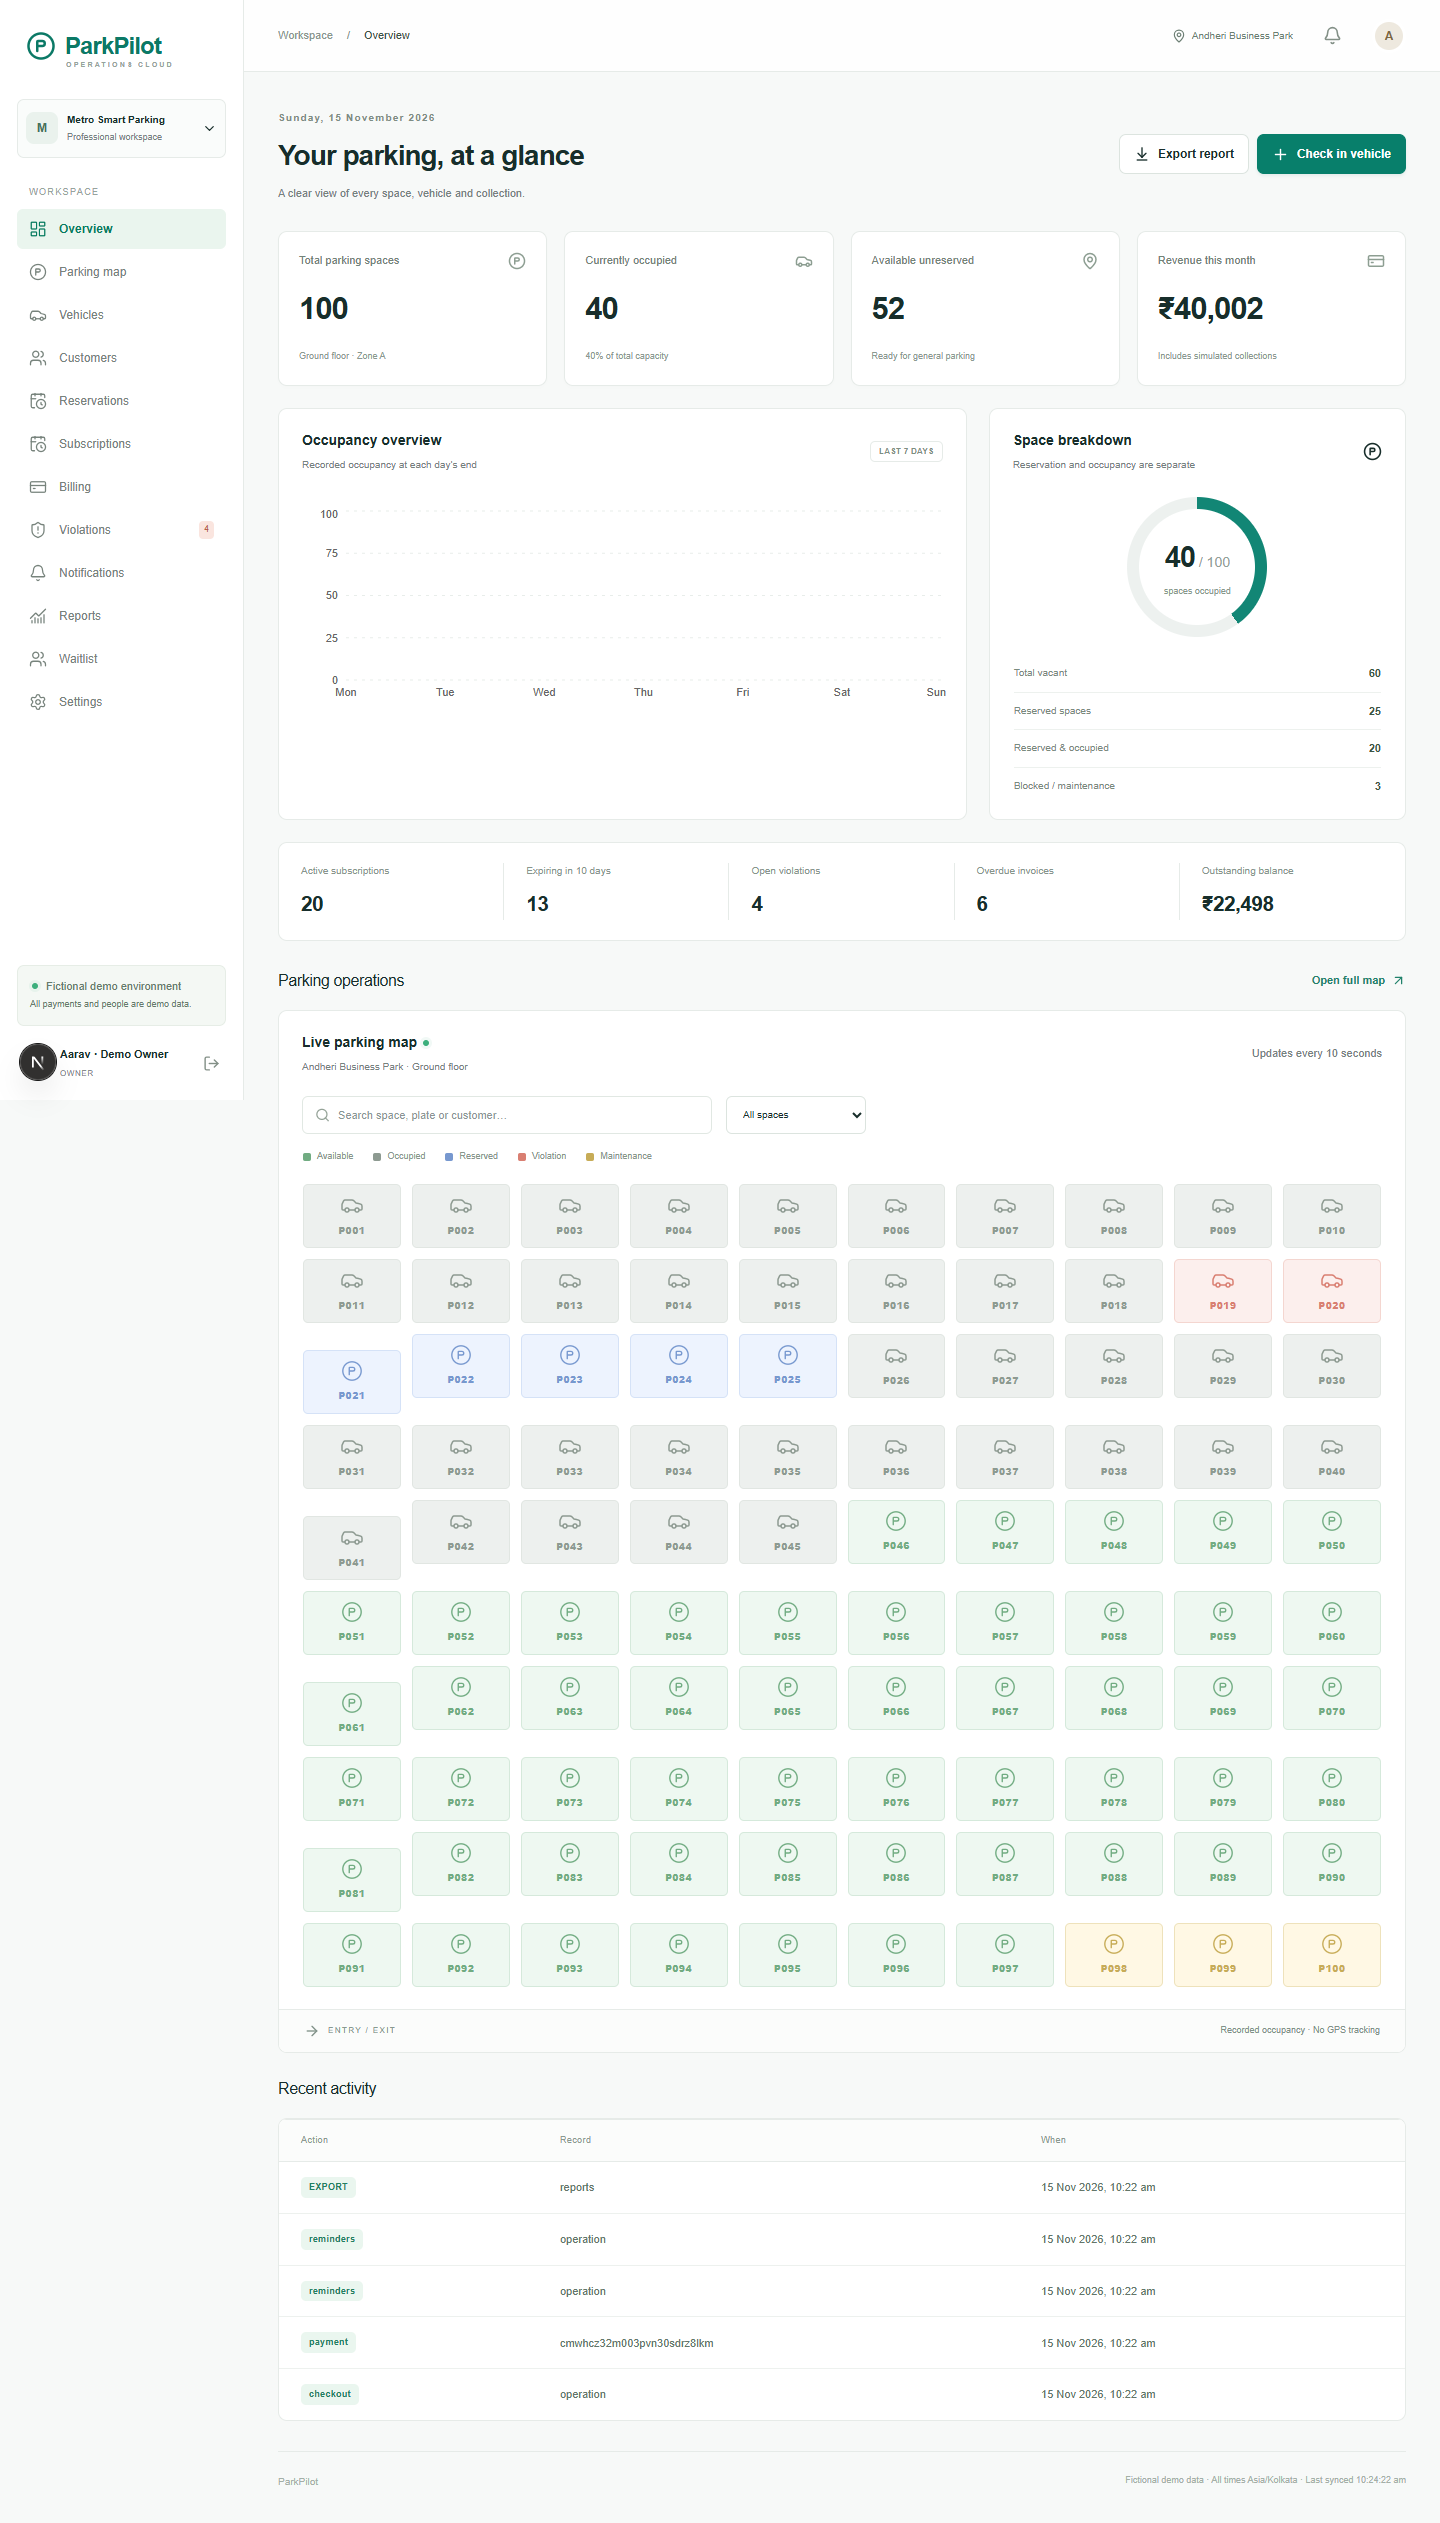 ParkPilot
OPERATIONS CLOUD
M
Metro Smart Parking
Professional workspace
WORKSPACE
Overview
Parking map
Vehicles
Customers
Reservations
Subscriptions
Billing
Violations 4
Notifications
Reports
Waitlist
Settings
Fictional demo environment
All payments and people are demo data.
N
Aarav · Demo Owner
OWNER
Workspace / Overview
Andheri Business Park
A
Sunday, 15 November 2026
Your parking, at a glance
A clear view of every space, vehicle and collection.
Export report
Check in vehicle
Total parking spaces
100
Ground floor · Zone A
Currently occupied
40
40% of total capacity
Available unreserved
52
Ready for general parking
Revenue this month
₹40,002
Includes simulated collections
Occupancy overview
Recorded occupancy at each day's end
LAST 7 DAYS
100
75
50
25
0
Mon Tue Wed Thu Fri Sat Sun
Space breakdown
Reservation and occupancy are separate
40 / 100
spaces occupied
Total vacant 60
Reserved spaces 25
Reserved & occupied 20
Blocked / maintenance 3
Active subscriptions
20
Expiring in 10 days
13
Open violations
4
Overdue invoices
6
Outstanding balance
₹22,498
Parking operations
Open full map
Live parking map
Andheri Business Park · Ground floor
Updates every 10 seconds
Search space, plate or customer...
All spaces
Available Occupied Reserved Violation Maintenance
P001 P002 P003 P004 P005 P006 P007 P008 P009 P010
P011 P012 P013 P014 P015 P016 P017 P018 P019 P020
P021 P022 P023 P024 P025 P026 P027 P028 P029 P030
P031 P032 P033 P034 P035 P036 P037 P038 P039 P040
P041 P042 P043 P044 P045 P046 P047 P048 P049 P050
P051 P052 P053 P054 P055 P056 P057 P058 P059 P060
P061 P062 P063 P064 P065 P066 P067 P068 P069 P070
P071 P072 P073 P074 P075 P076 P077 P078 P079 P080
P081 P082 P083 P084 P085 P086 P087 P088 P089 P090
P091 P092 P093 P094 P095 P096 P097 P098 P099 P100
ENTRY / EXIT
Recorded occupancy · No GPS tracking
Recent activity
Action Record When
EXPORT reports 15 Nov 2026, 10:22 am
reminders operation 15 Nov 2026, 10:22 am
reminders operation 15 Nov 2026, 10:22 am
payment cmwhcz32m003pvn30sdrz8lkm 15 Nov 2026, 10:22 am
checkout operation 15 Nov 2026, 10:22 am
ParkPilot
Fictional demo data · All times Asia/Kolkata · Last synced 10:24:22 am